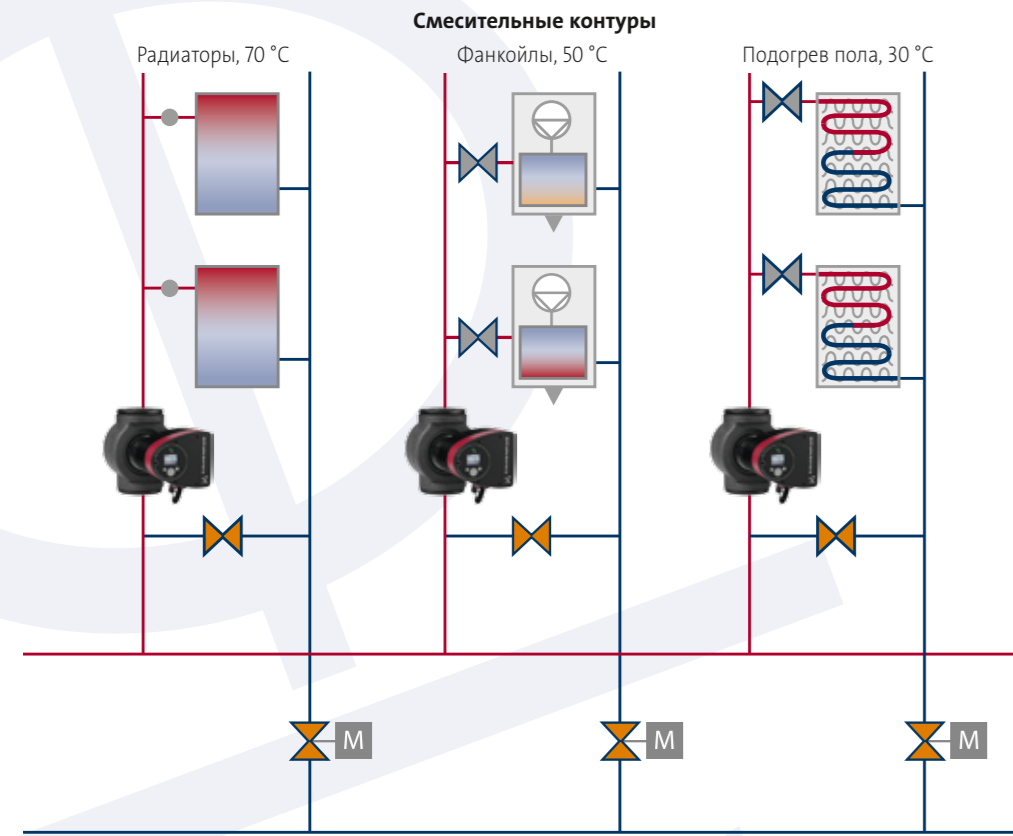 Смесительные контуры
Радиаторы, 70 °C
Фанкойлы, 50 °C
Подогрев пола, 30 °C
M
M
M